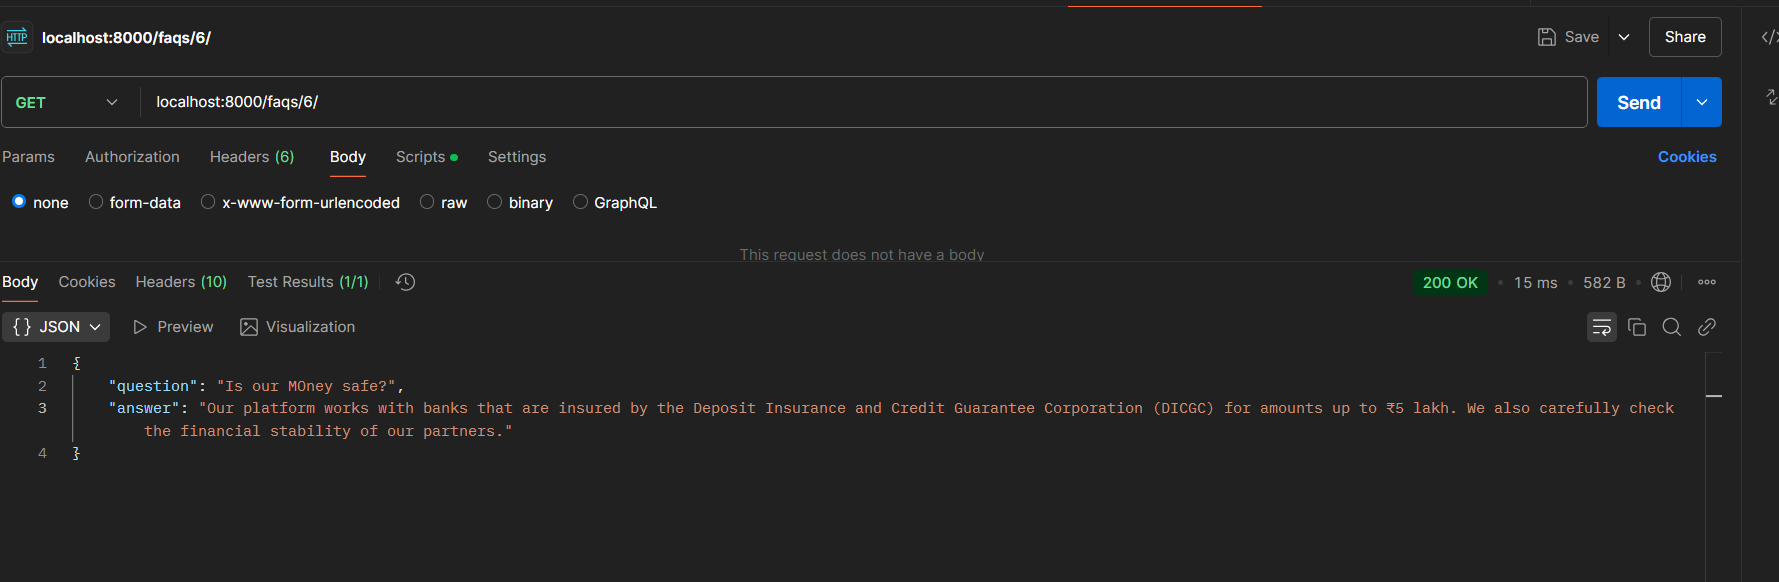 HTTP localhost:8000/faqs/6/ Save Share
GET localhost:8000/faqs/6/ Send
Params Authorization Headers (6) Body Scripts Settings Cookies
none form-data x-www-form-urlencoded raw binary GraphQL
This request does not have a body
Body Cookies Headers (10) Test Results (1/1) 200 OK • 15 ms • 582 B •
{} JSON Preview Visualization
1 {
2 "question": "Is our MOney safe?",
3 "answer": "Our platform works with banks that are insured by the Deposit Insurance and Credit Guarantee Corporation (DICGC) for amounts up to ₹5 lakh. We also carefully check
the financial stability of our partners."
4 }